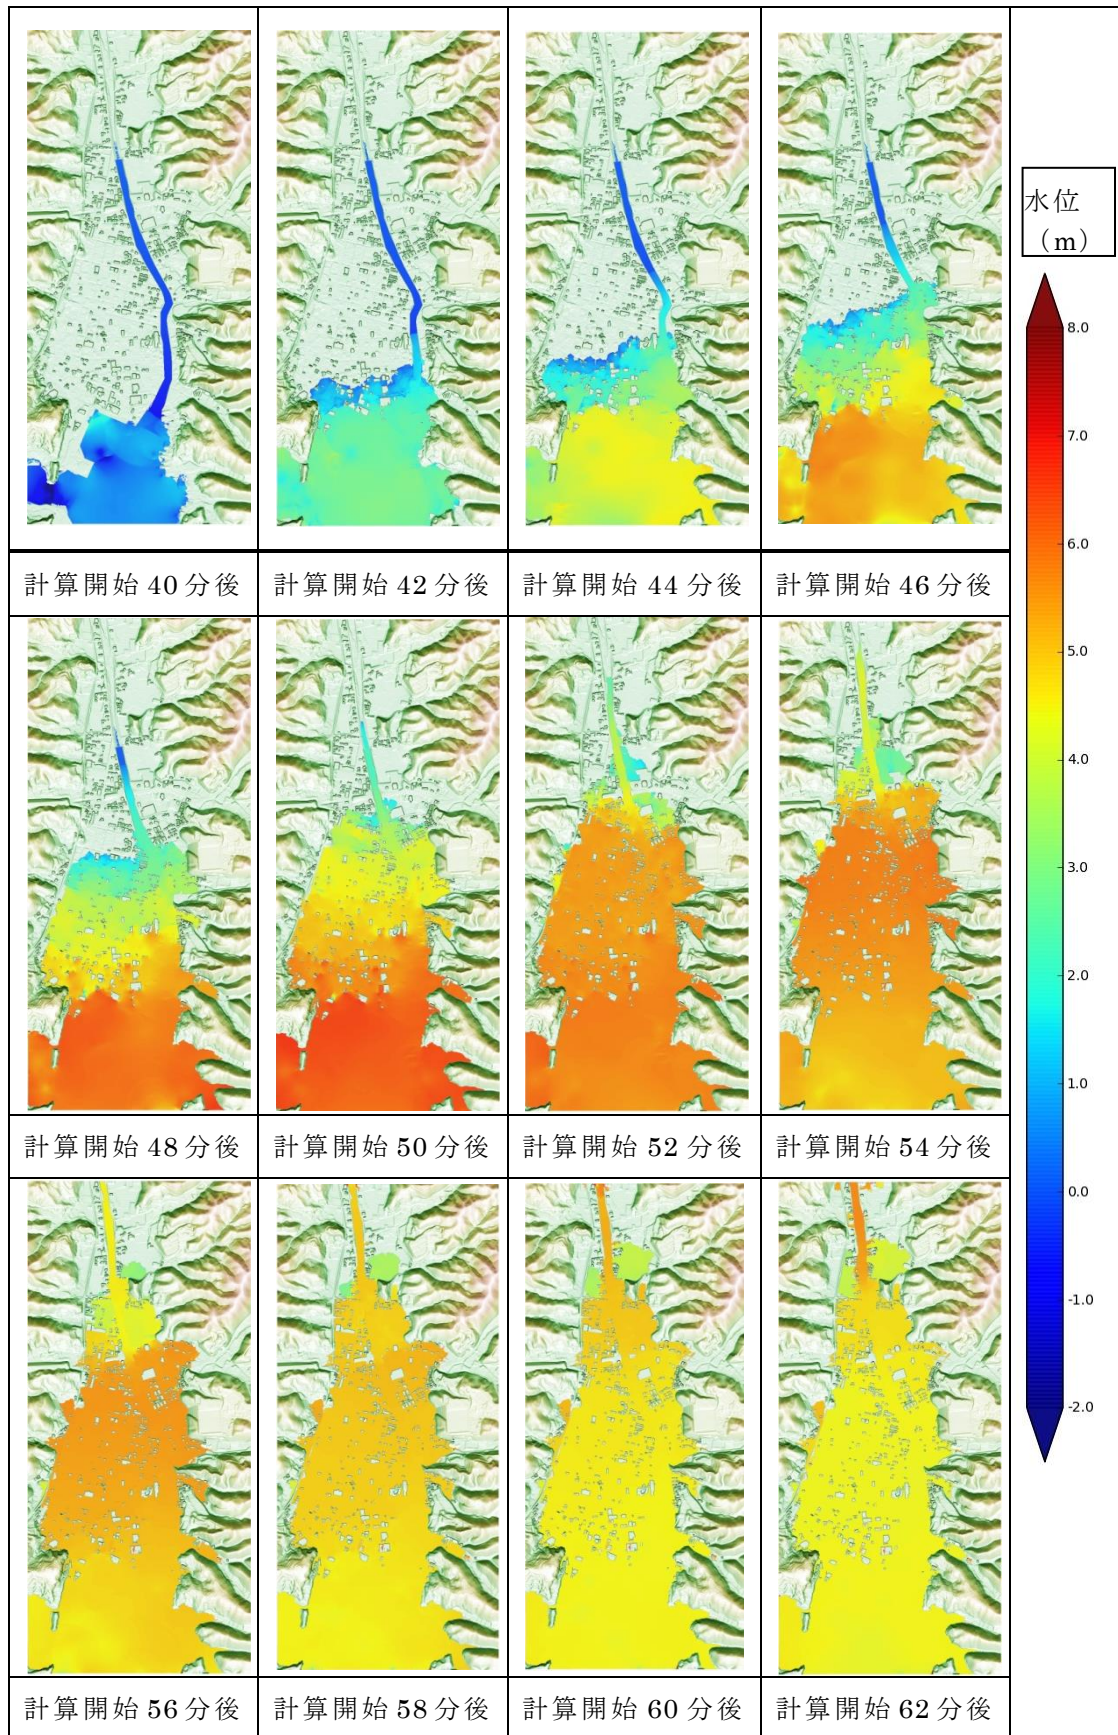 水位
（m）
8.0
7.0
6.0
5.0
4.0
3.0
2.0
1.0
0.0
-1.0
-2.0
計算開始 40 分後
計算開始 42 分後
計算開始 44 分後
計算開始 46 分後
計算開始 48 分後
計算開始 50 分後
計算開始 52 分後
計算開始 54 分後
計算開始 56 分後
計算開始 58 分後
計算開始 60 分後
計算開始 62 分後